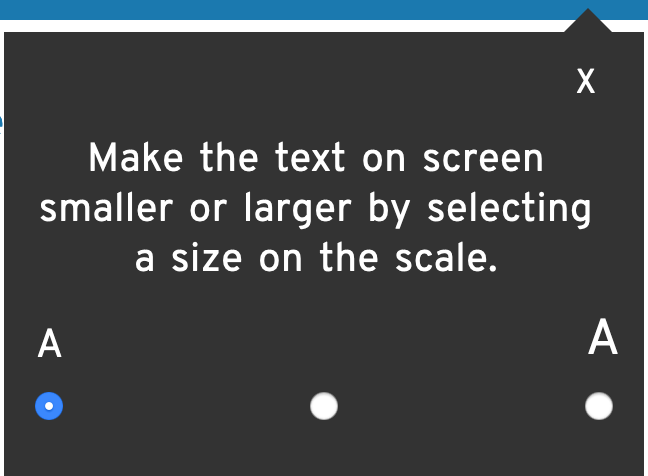 X
Make the text on screen
smaller or larger by selecting
a size on the scale.
A A